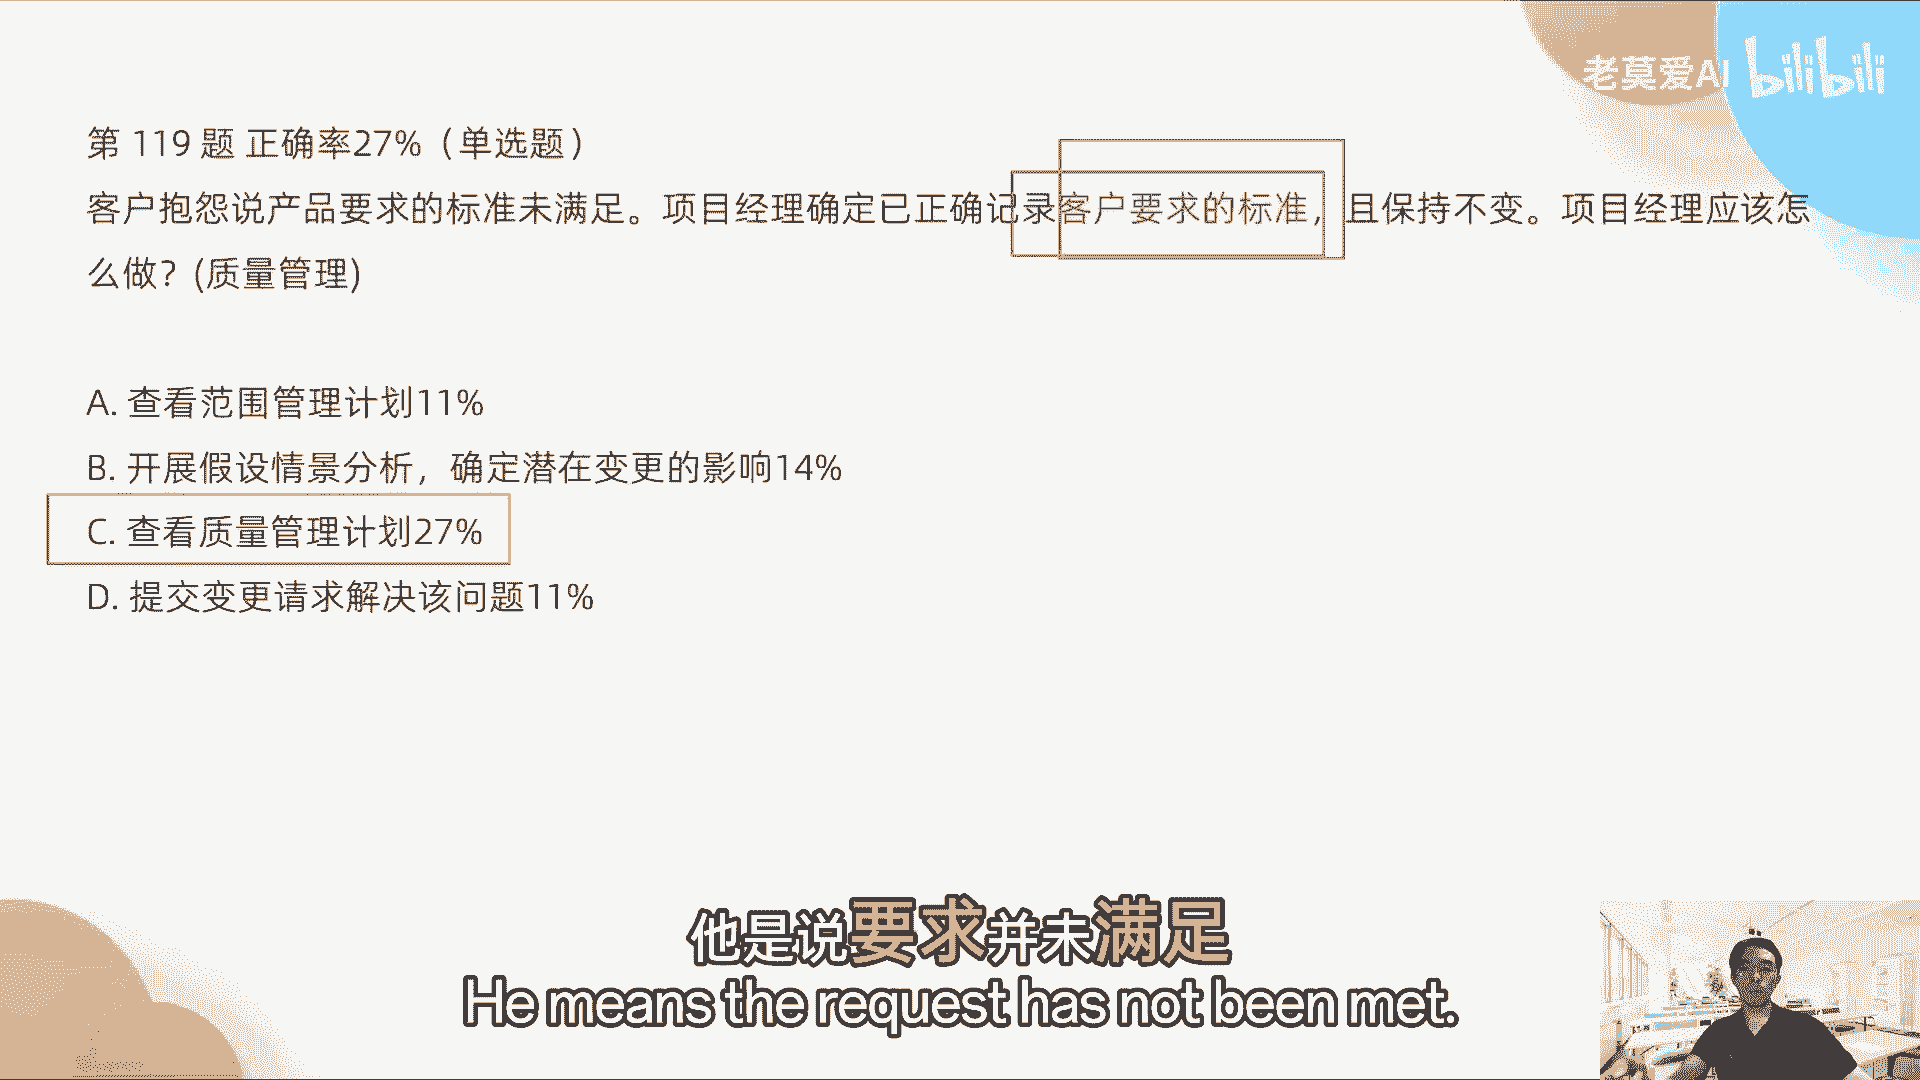 老莫爱AI bilibili
第 119 题 正确率27%（单选题）
客户抱怨说产品要求的标准未满足。项目经理确定已正确记录客户要求的标准，且保持不变。项目经理应该怎
么做？(质量管理)
A. 查看范围管理计划11%
B. 开展假设情景分析，确定潜在变更的影响14%
C. 查看质量管理计划27%
D. 提交变更请求解决该问题11%
他是说要求并未满足
He means the request has not been met.